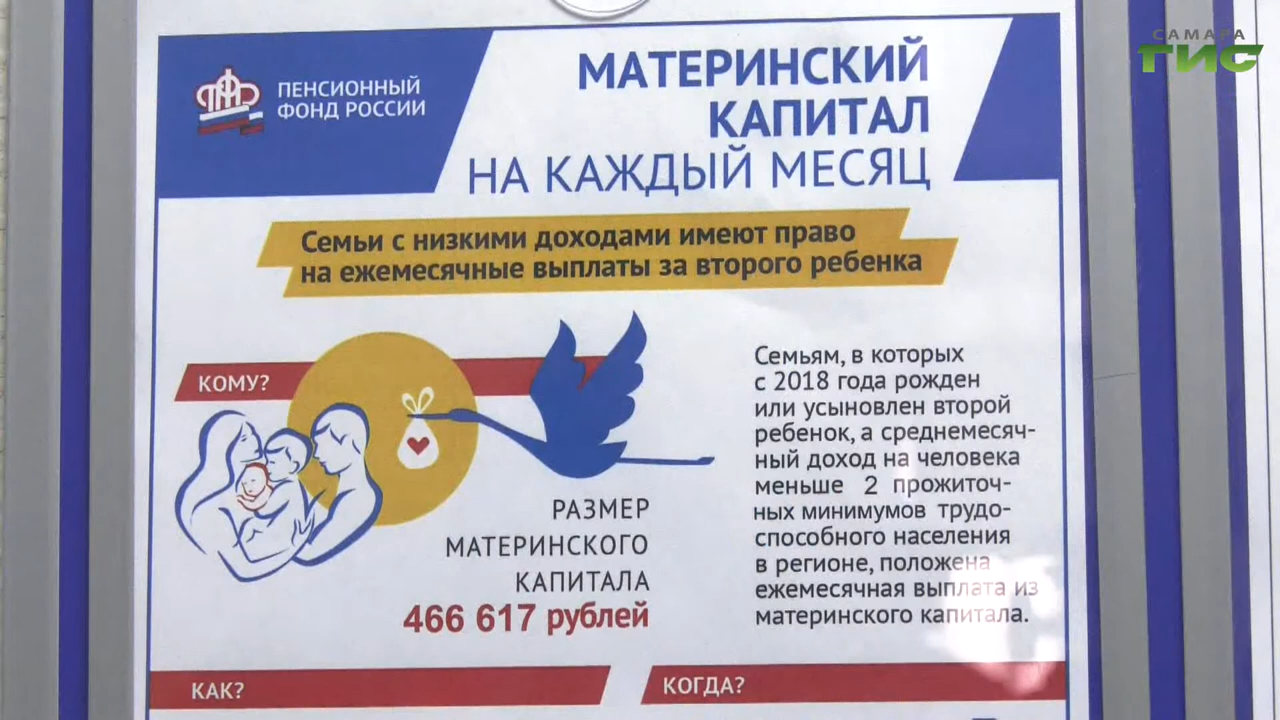 САМАРА
ГИС
ПЕНСИОННЫЙ
ФОНД РОССИИ
МАТЕРИНСКИЙ
КАПИТАЛ
НА КАЖДЫЙ МЕСЯЦ
Семьи с низкими доходами имеют право
на ежемесячные выплаты за второго ребенка
КОМУ?
РАЗМЕР
МАТЕРИНСКОГО
КАПИТАЛА
466 617 рублей
Семьям, в которых
с 2018 года рожден
или усыновлен второй
ребенок, а среднемесяч-
ный доход на человека
меньше 2 прожиточ-
ных минимумов трудо-
способного населения
в регионе, положена
ежемесячная выплата из
материнского капитала.
КАК?
КОГДА?